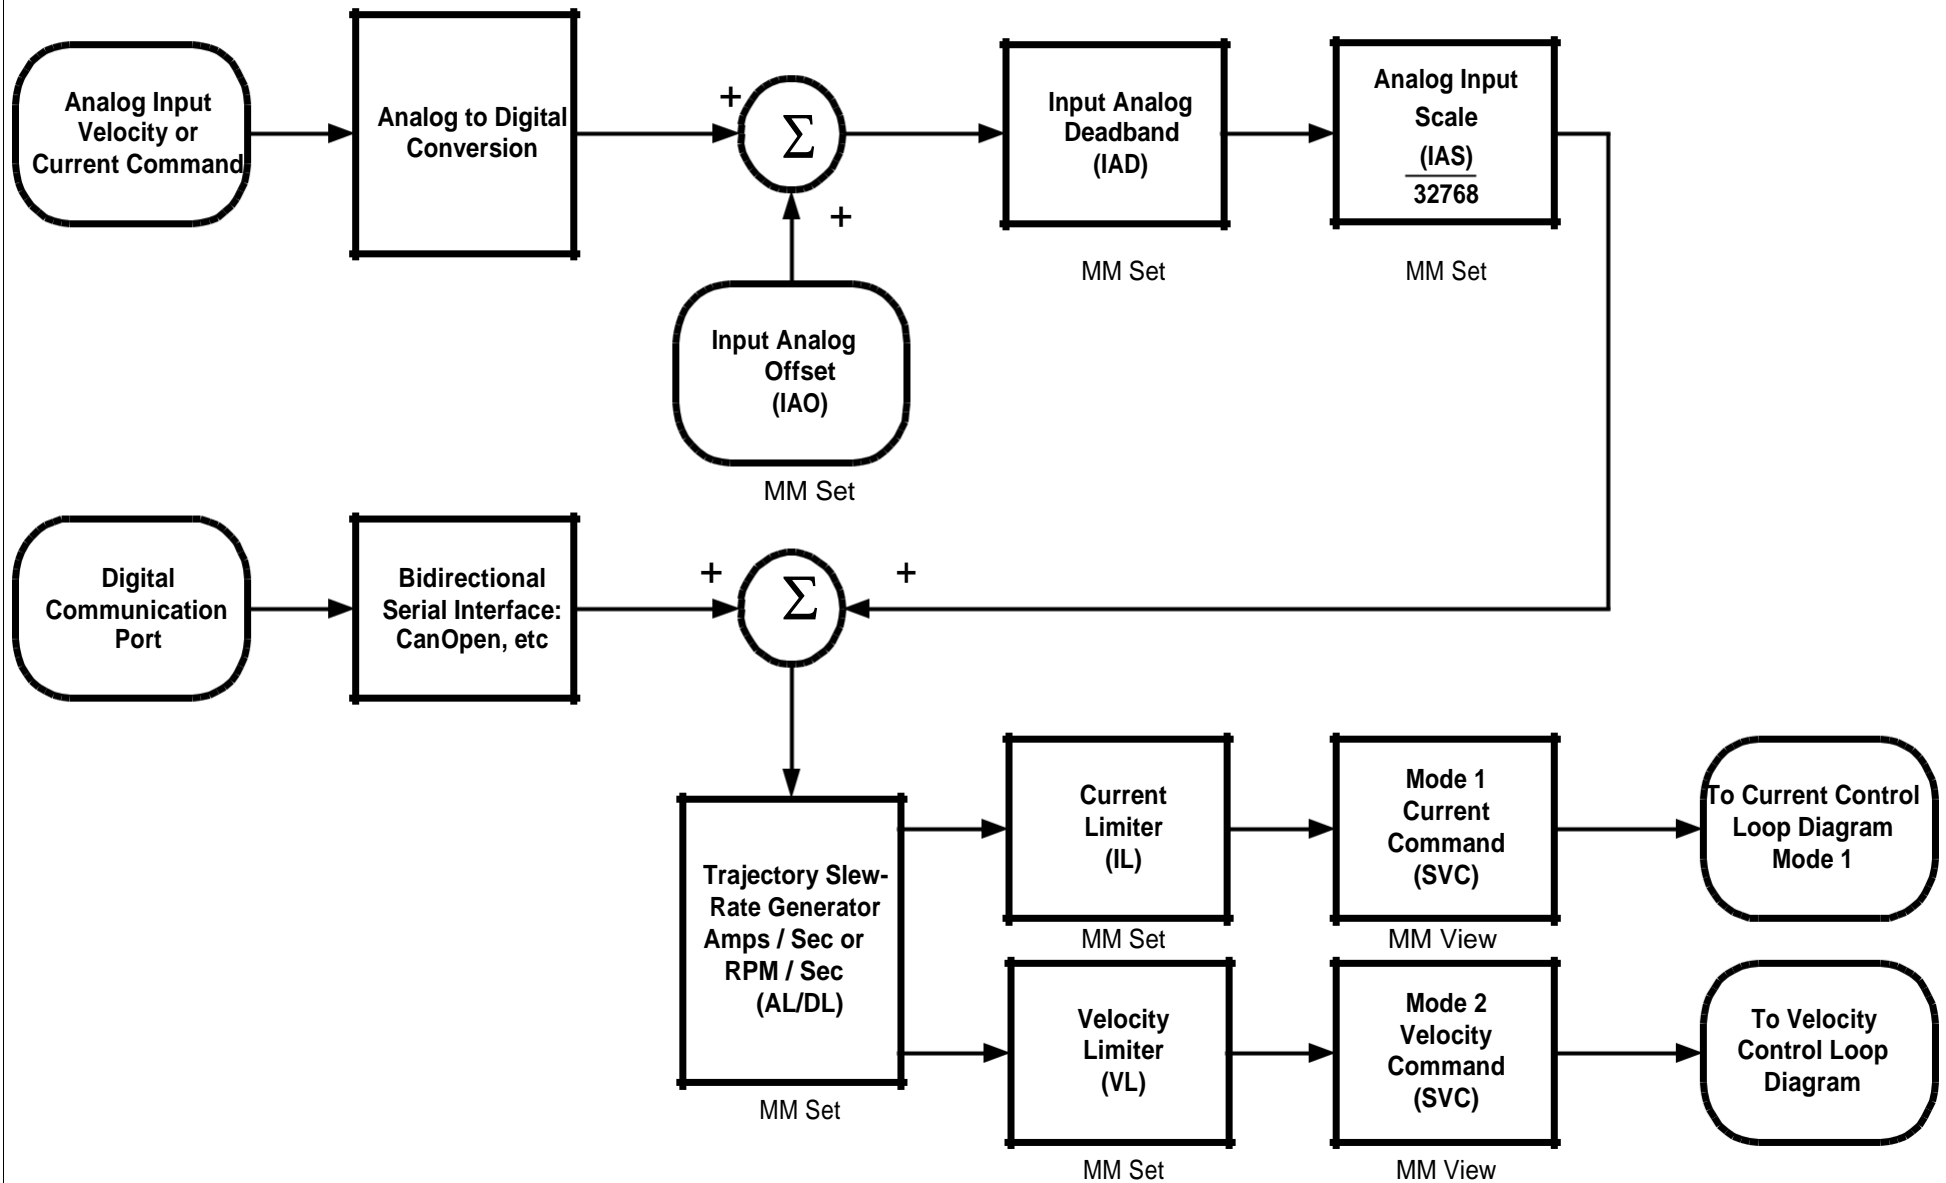 Analog Input
Velocity or
Current Command
Analog to Digital
Conversion
+
Σ
+
Input Analog
Deadband
(IAD)
MM Set
Analog Input
Scale
(IAS)
32768
MM Set
Input Analog
Offset
(IAO)
MM Set
Digital
Communication
Port
Bidirectional
Serial Interface:
CanOpen, etc
+
Σ
+
Trajectory Slew-
Rate Generator
Amps / Sec or
RPM / Sec
(AL/DL)
MM Set
Current
Limiter
(IL)
MM Set
Mode 1
Current
Command
(SVC)
MM View
To Current Control
Loop Diagram
Mode 1
Velocity
Limiter
(VL)
MM Set
Mode 2
Velocity
Command
(SVC)
MM View
To Velocity
Control Loop
Diagram